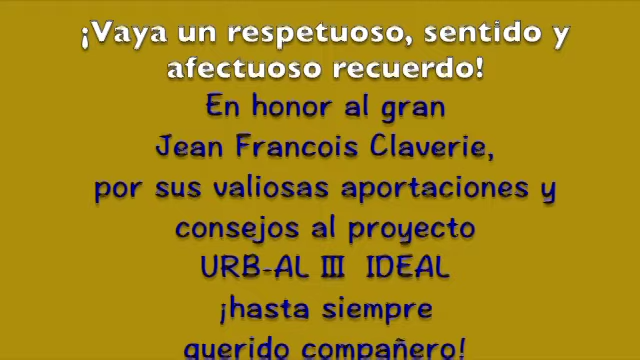 ¡Vaya un respetuoso, sentido y
afectuoso recuerdo!
En honor al gran
Jean Francois Claverie,
por sus valiosas aportaciones y
consejos al proyecto
URB-AL III IDEAL
¡hasta siempre
querido compañero!